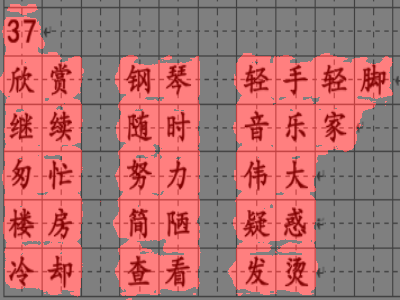 37
欣赏 钢琴 轻手轻脚
继续 随时 音乐家
匆忙 努力 伟大
楼房 简陋 疑惑
冷却 查看 发烫